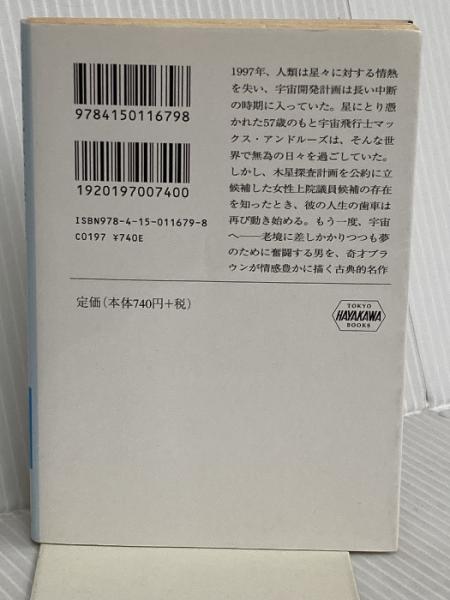 9784150116798
1920197007400
ISBN978-4-15-011679-8
C0197 ¥740E
定価(本体740円+税)
1997年、人類は星々に対する情熱
を失い、宇宙開発計画は長い中断
の時期に入っていた。星にとり憑
かれた57歳のもと宇宙飛行士マッ
クス・アンドルーズは、そんな世
界で無為の日々を過ごしていた。
しかし、木星探査計画を公約に立
候補した女性上院議員候補の存在
を知ったとき、彼の人生の歯車は
再び動き始める。もう一度、宇宙
へ──老境に差しかかりつつも夢
のために奮闘する男を、奇才ブラ
ウンが情感豊かに描く古典的名作
TOKYO
HAYAKAWA
BOOKS